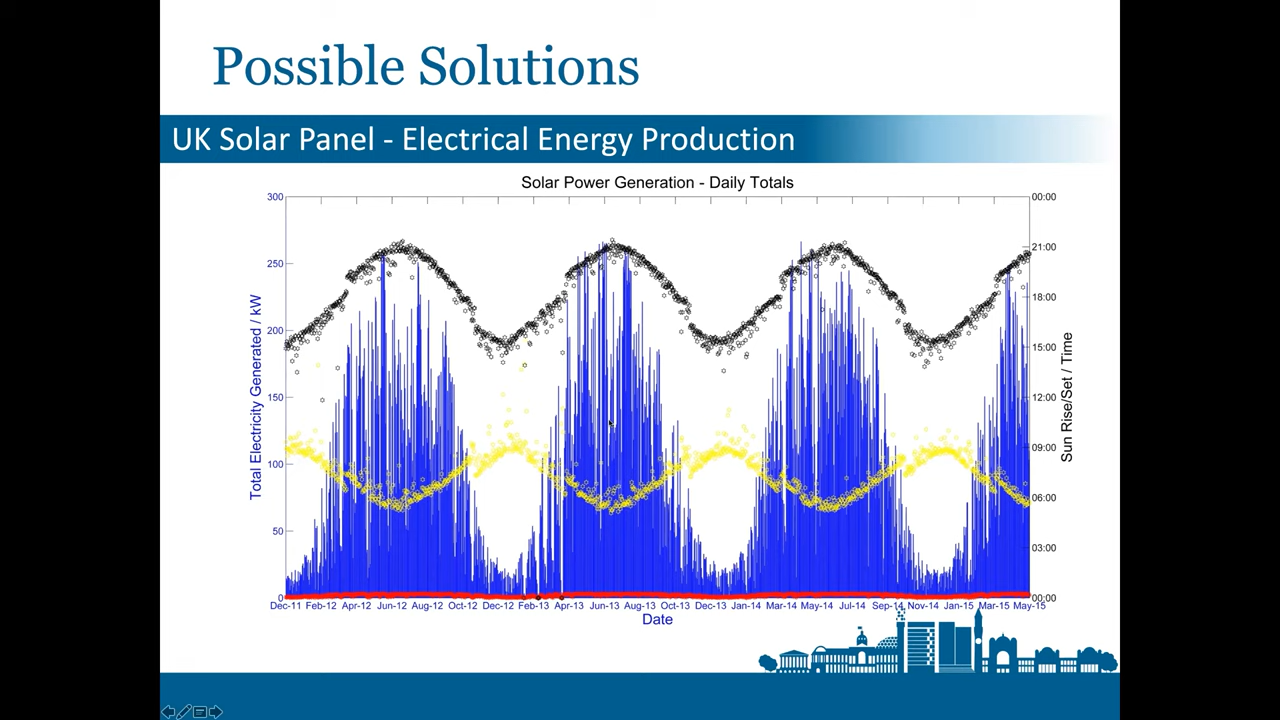 Possible Solutions
UK Solar Panel - Electrical Energy Production
Solar Power Generation - Daily Totals
300
250
200
150
100
50
0
Total Electricity Generated / kW
00:00
21:00
18:00
15:00
12:00
09:00
06:00
03:00
00:00
Sun Rise/Set / Time
Dec-11 Feb-12 Apr-12 Jun-12 Aug-12 Oct-12 Dec-12 Feb-13 Apr-13 Jun-13 Aug-13 Oct-13 Dec-13 Jan-14 Mar-14 May-14 Jul-14 Sep-14 Nov-14 Jan-15 Mar-15 May-15
Date